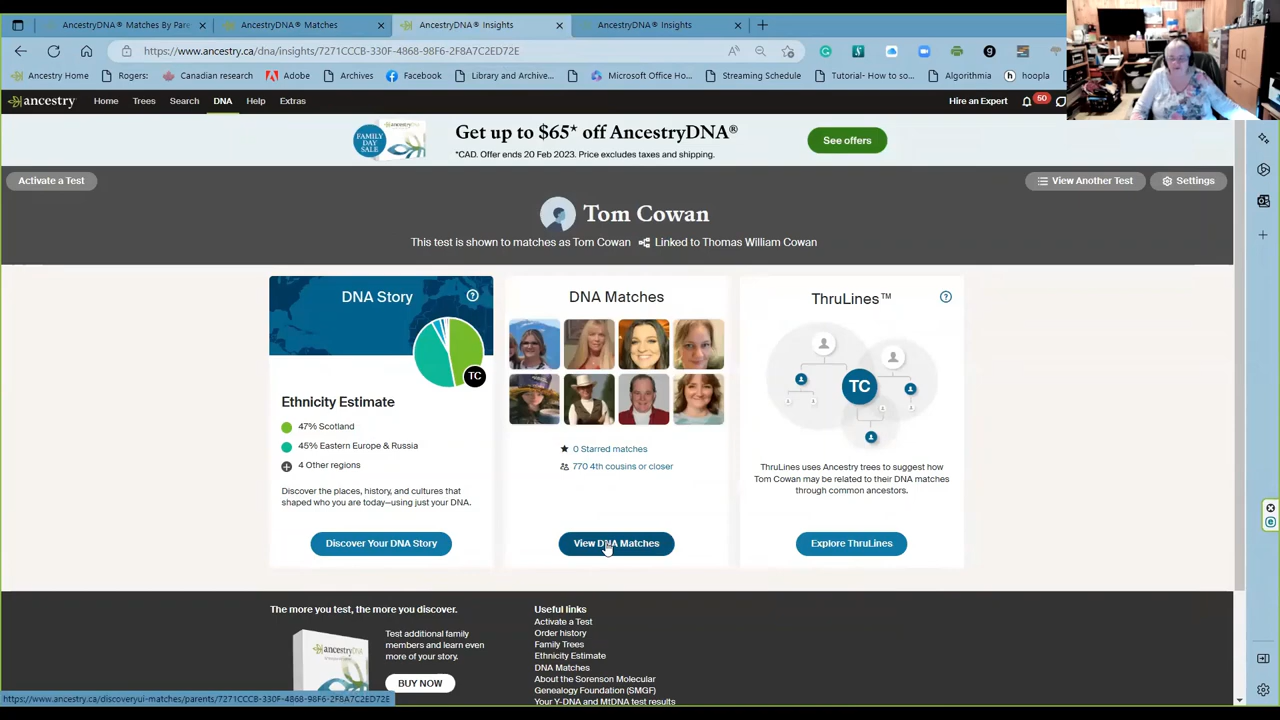 AncestryDNA® Matches By Pare
AncestryDNA® Matches
AncestryDNA® Insights
AncestryDNA® Insights
https://www.ancestry.ca/dna/insights/7271CCCB-330F-4868-98F6-2F8A7C2ED72E
Ancestry Home
Rogers:
Canadian research
Adobe
Archives
Facebook
Library and Archive...
Microsoft Office Ho...
Streaming Schedule
Tutorial- How to so...
Algorithmia
hoopla
ancestry
Home
Trees
Search
DNA
Help
Extras
Hire an Expert
50
FAMILY
DAY
SALE
Get up to $65* off AncestryDNA®
*CAD. Offer ends 20 Feb 2023. Price excludes taxes and shipping.
See offers
Activate a Test
View Another Test
Settings
Tom Cowan
This test is shown to matches as Tom Cowan Linked to Thomas William Cowan
DNA Story
TC
Ethnicity Estimate
47% Scotland
45% Eastern Europe & Russia
4 Other regions
Discover the places, history, and cultures that
shaped who you are today—using just your DNA.
Discover Your DNA Story
DNA Matches
0 Starred matches
770 4th cousins or closer
View DNA Matches
ThruLines™
TC
ThruLines uses Ancestry trees to suggest how
Tom Cowan may be related to their DNA matches
through common ancestors.
Explore ThruLines
The more you test, the more you discover.
ancestryDNA
Test additional family
members and learn even
more of your story.
BUY NOW
Useful links
Activate a Test
Order history
Family Trees
Ethnicity Estimate
DNA Matches
About the Sorenson Molecular
Genealogy Foundation (SMGF)
Your Y-DNA and MtDNA test results
https://www.ancestry.ca/discoveryui-matches/parents/7271CCCB-330F-4868-98F6-2F8A7C2ED72E